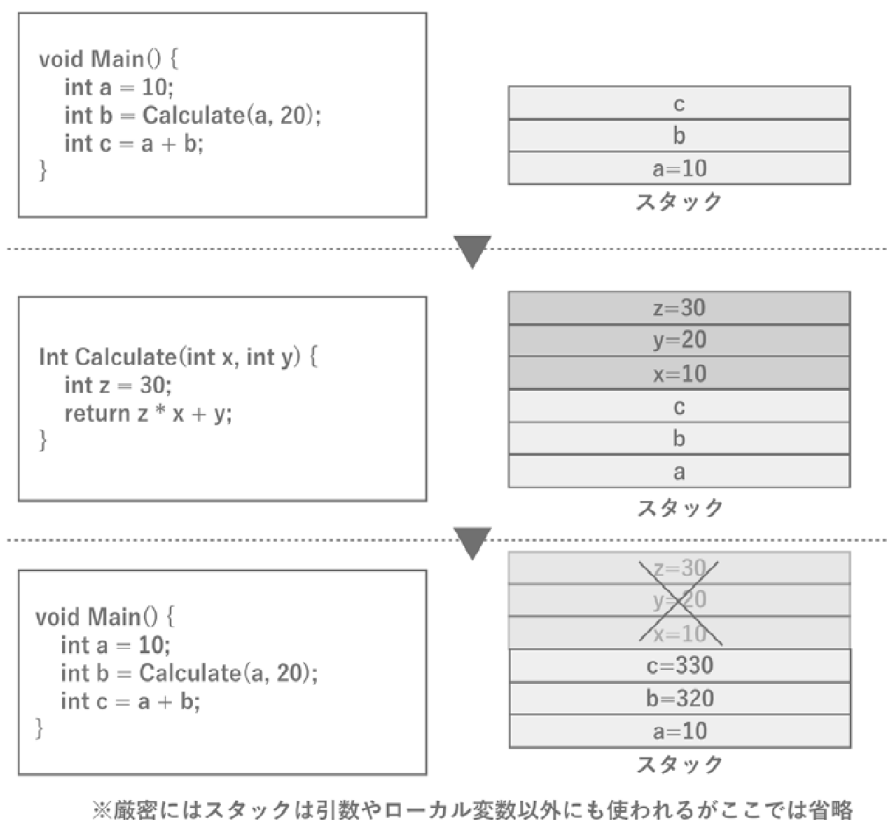 void Main() {
int a = 10;
int b = Calculate(a, 20);
int c = a + b;
}
c
b
a=10
スタック
Int Calculate(int x, int y) {
int z = 30;
return z * x + y;
}
z=30
y=20
x=10
c
b
a
スタック
void Main() {
int a = 10;
int b = Calculate(a, 20);
int c = a + b;
}
z=30
y=20
x=10
c=330
b=320
a=10
スタック
※厳密にはスタックは引数やローカル変数以外にも使われるがここでは省略